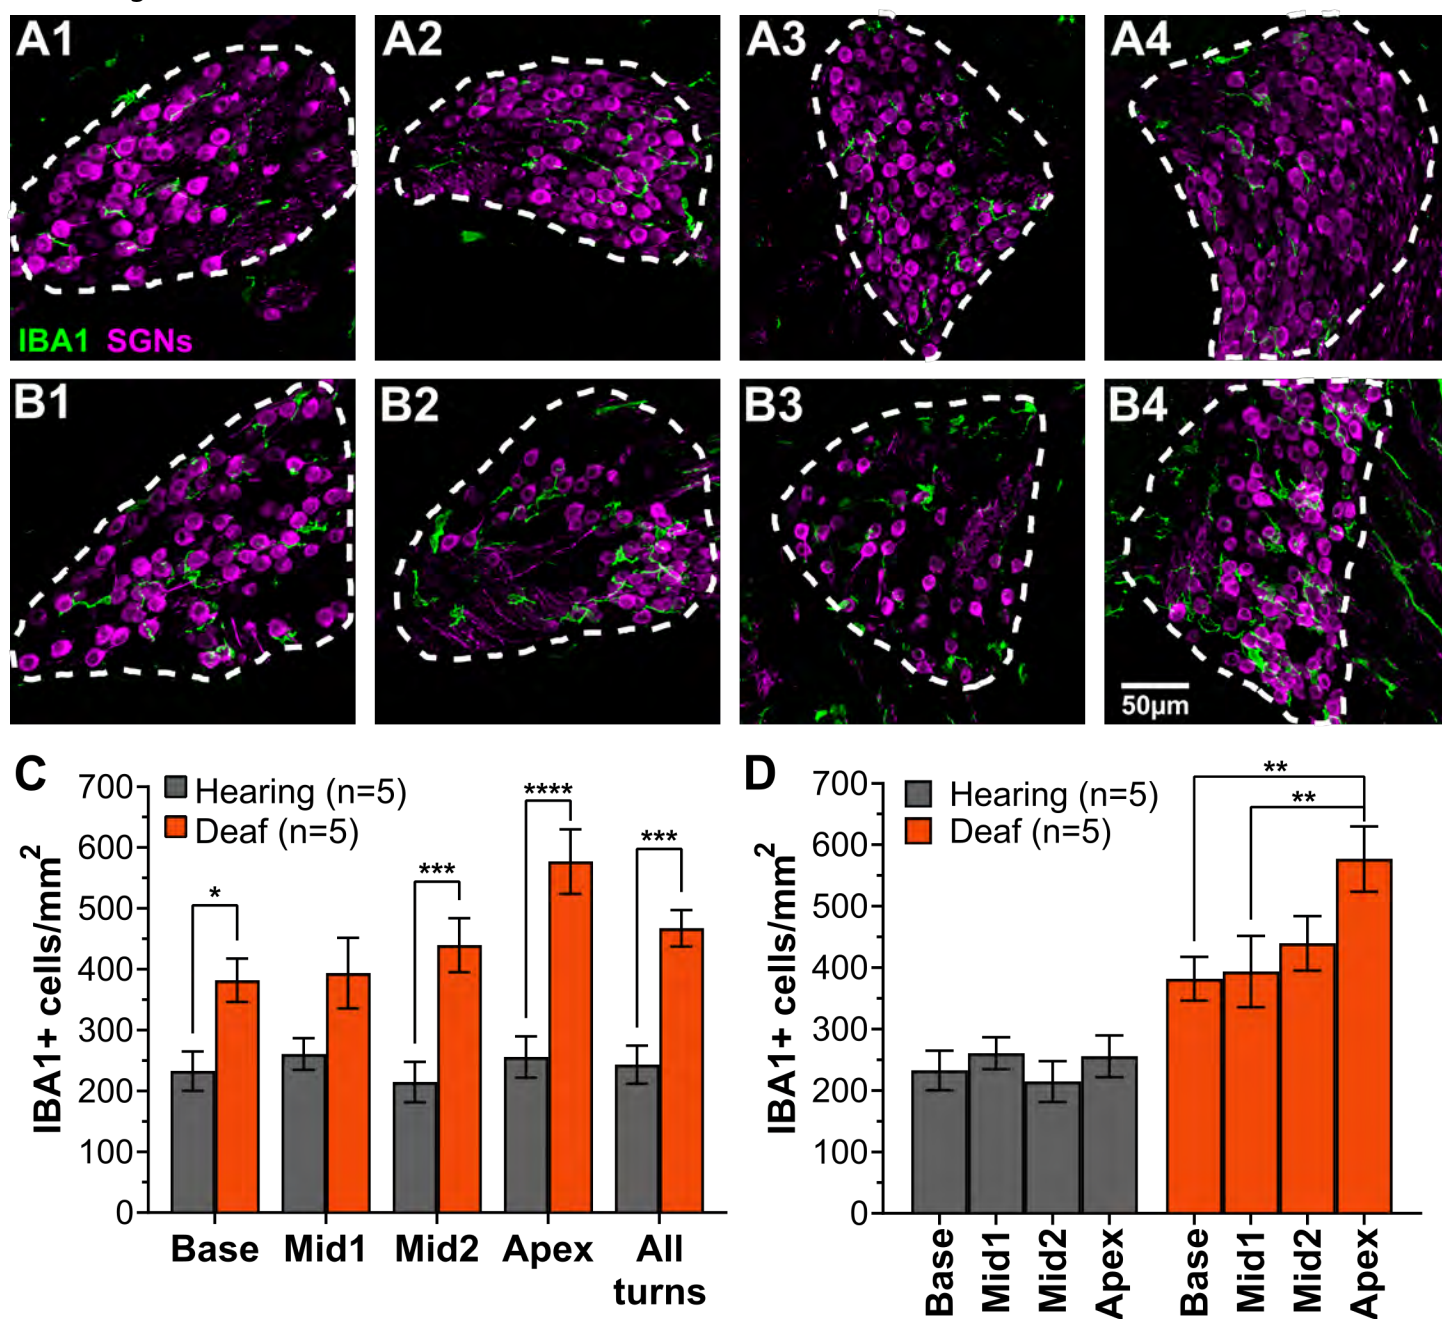 A1
A2
A3
A4
IBA1 SGNs
B1
B2
B3
B4
50µm
C
IBA1+ cells/mm²
700
600
500
400
300
200
100
0
Hearing (n=5)
Deaf (n=5)
*
***
****
***
Base
Mid1
Mid2
Apex
All
turns
D
IBA1+ cells/mm²
700
600
500
400
300
200
100
0
Hearing (n=5)
Deaf (n=5)
**
**
Base
Mid1
Mid2
Apex
Base
Mid1
Mid2
Apex